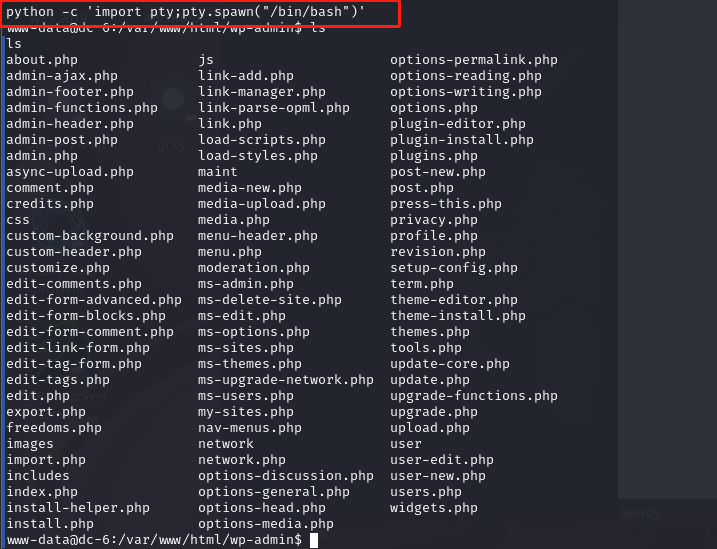 python -c 'import pty;pty.spawn("/bin/bash")'
www-data@dc-6:/var/www/html/wp-admin$ ls
ls
about.php js options-permalink.php
admin-ajax.php link-add.php options-reading.php
admin-footer.php link-manager.php options-writing.php
admin-functions.php link-parse-opml.php options.php
admin-header.php link.php plugin-editor.php
admin-post.php load-scripts.php plugin-install.php
admin.php load-styles.php plugins.php
async-upload.php maint post-new.php
comment.php media-new.php post.php
credits.php media-upload.php press-this.php
css media.php privacy.php
custom-background.php menu-header.php profile.php
custom-header.php menu.php revision.php
customize.php moderation.php setup-config.php
edit-comments.php ms-admin.php term.php
edit-form-advanced.php ms-delete-site.php theme-editor.php
edit-form-blocks.php ms-edit.php theme-install.php
edit-form-comment.php ms-options.php themes.php
edit-link-form.php ms-sites.php tools.php
edit-tag-form.php ms-themes.php update-core.php
edit-tags.php ms-upgrade-network.php update.php
edit.php ms-users.php upgrade-functions.php
export.php my-sites.php upgrade.php
freedoms.php nav-menus.php upload.php
images network user
import.php network.php user-edit.php
includes options-discussion.php user-new.php
index.php options-general.php users.php
install-helper.php options-head.php widgets.php
install.php options-media.php
www-data@dc-6:/var/www/html/wp-admin$
goby
wordy